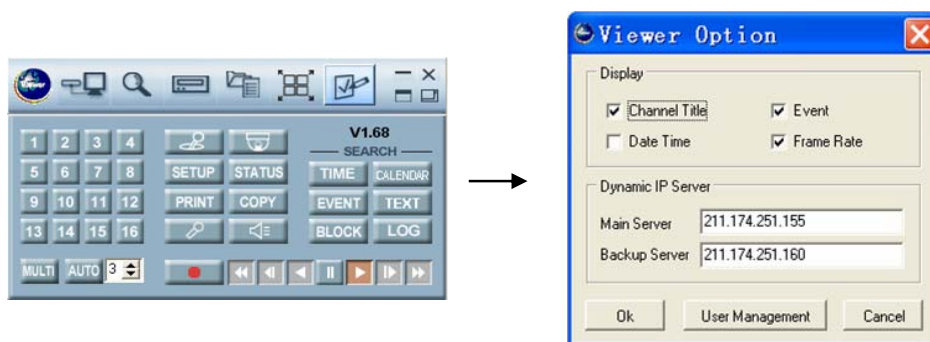 V1.68
SEARCH
1 2 3 4
SETUP STATUS
TIME CALENDAR
5 6 7 8
PRINT COPY
EVENT TEXT
9 10 11 12
BLOCK LOG
13 14 15 16
MULTI AUTO 3
Viewer Option
Display
Channel Title
Event
Date Time
Frame Rate
Dynamic IP Server
Main Server 211.174.251.155
Backup Server 211.174.251.160
Ok User Management Cancel